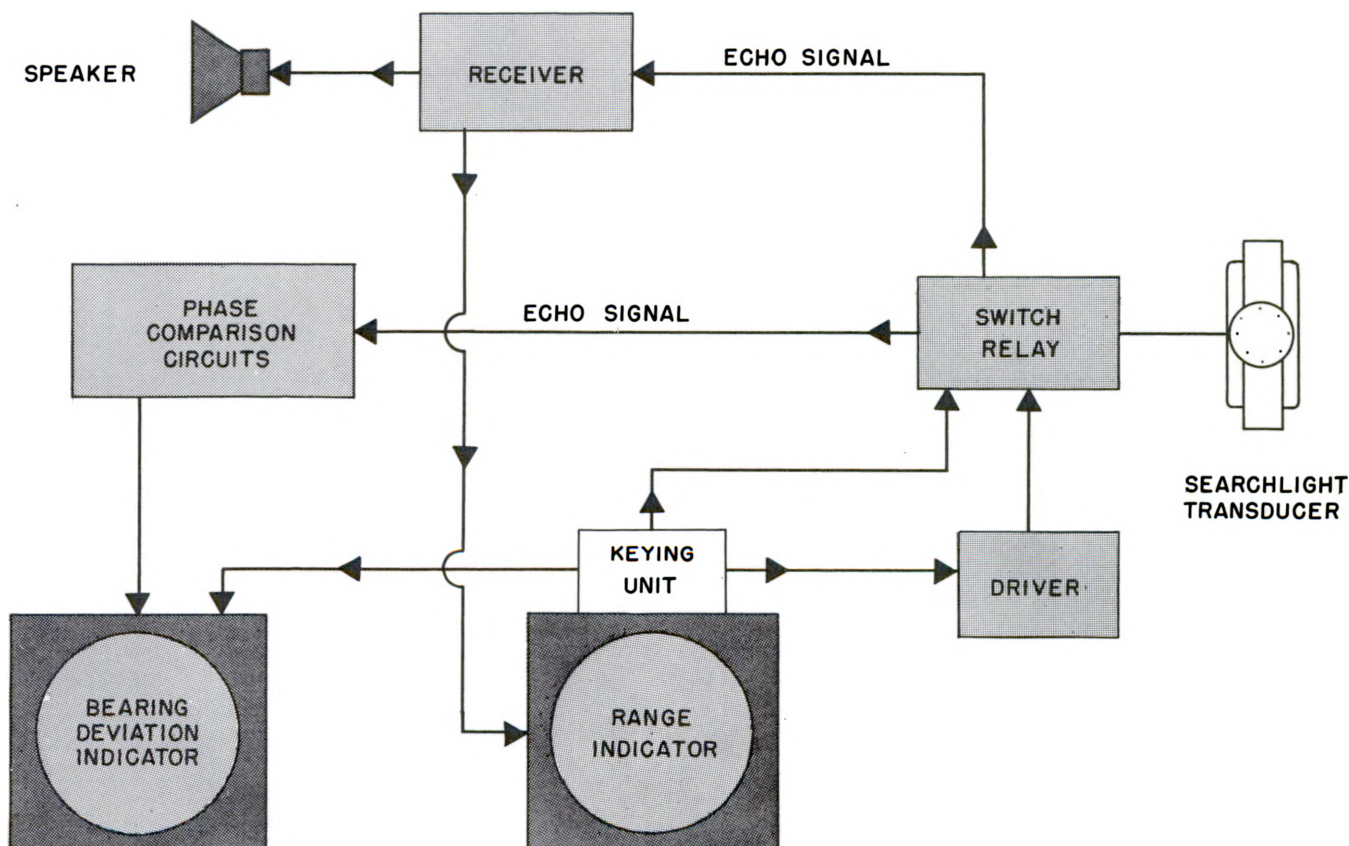 SPEAKER
RECEIVER
ECHO SIGNAL
PHASE
COMPARISON
CIRCUITS
ECHO SIGNAL
SWITCH
RELAY
SEARCHLIGHT
TRANSDUCER
KEYING
UNIT
DRIVER
BEARING
DEVIATION
INDICATOR
RANGE
INDICATOR